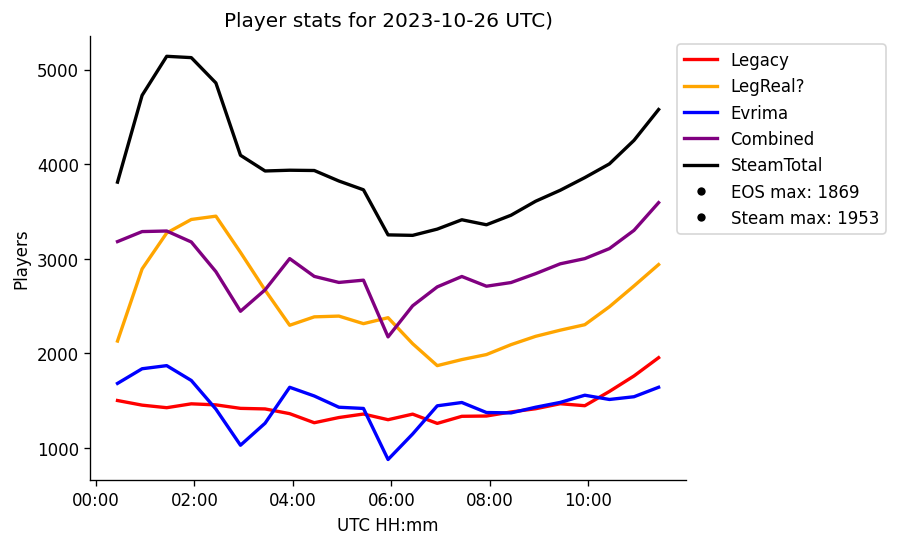 Player stats for 2023-10-26 UTC)
5000
4000
3000
2000
1000
Players
00:00 02:00 04:00 06:00 08:00 10:00
UTC HH:mm
Legacy
LegReal?
Evrima
Combined
SteamTotal
EOS max: 1869
Steam max: 1953